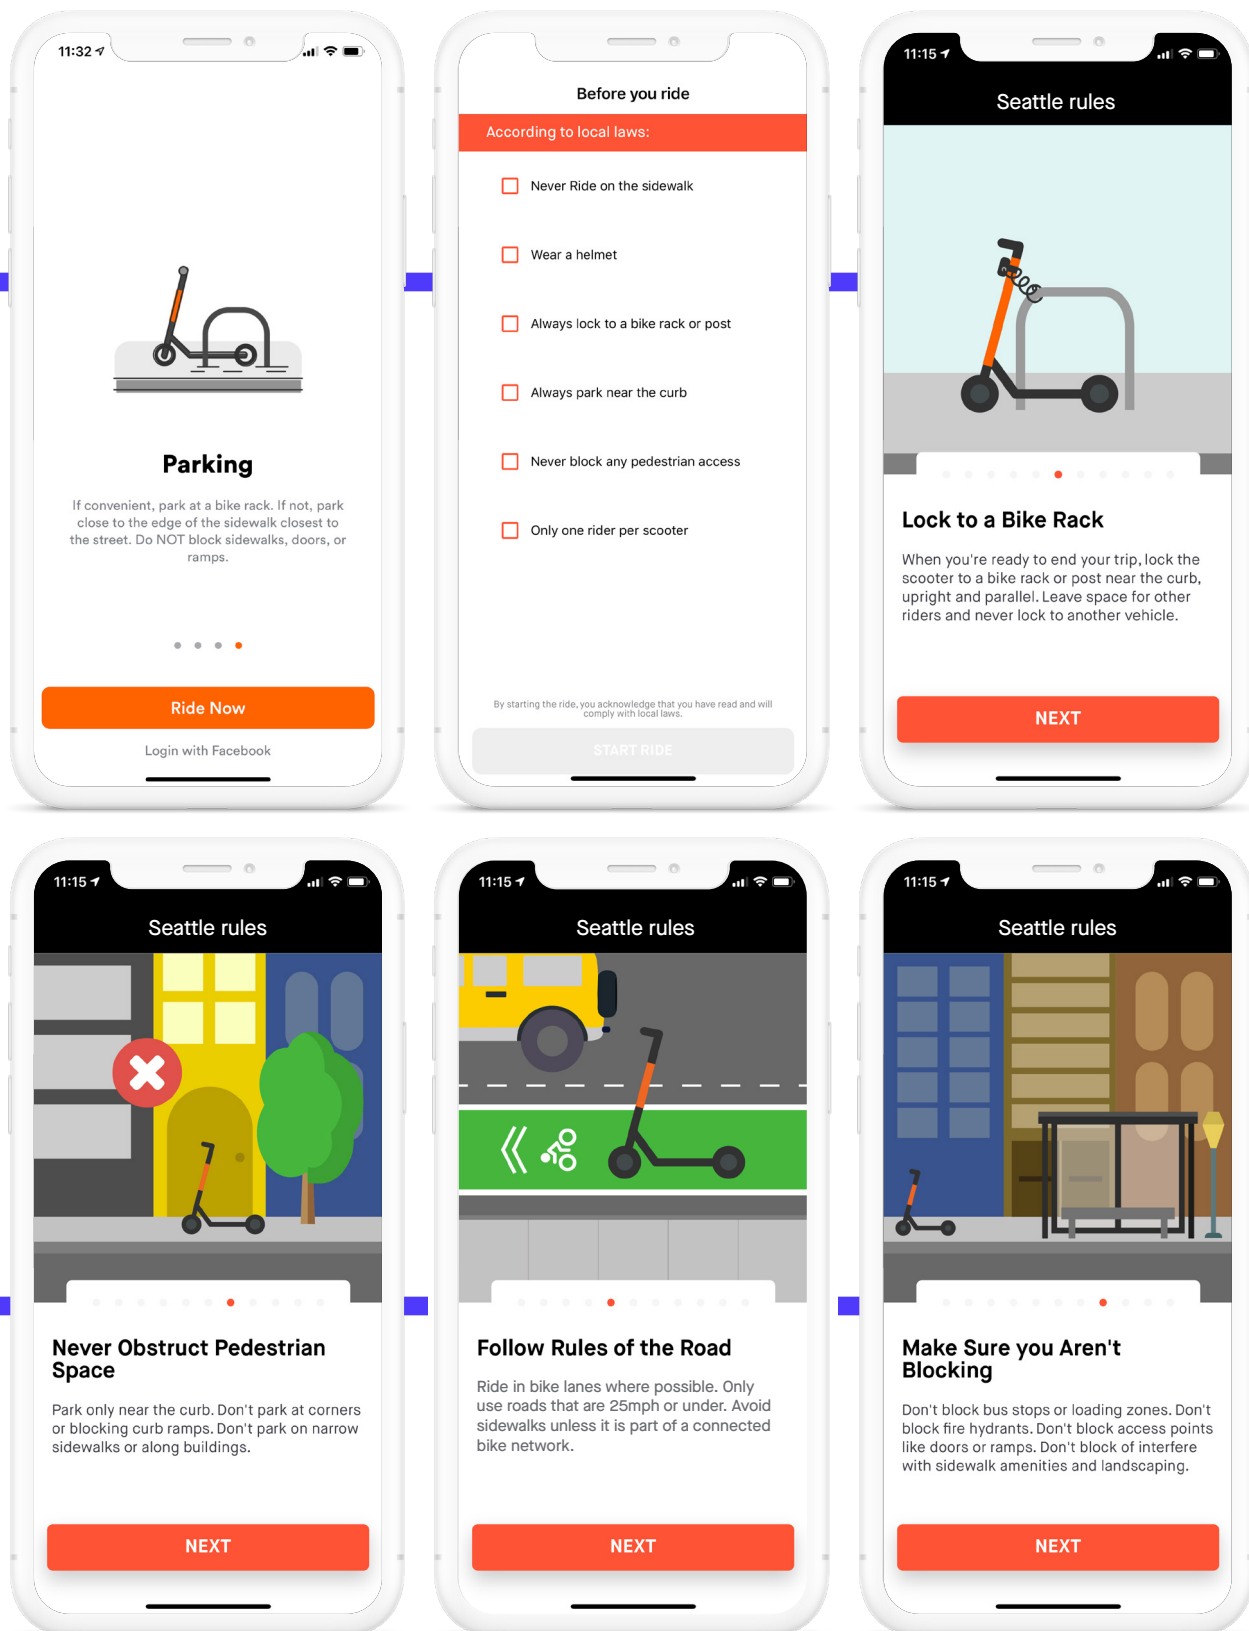 11:32
Parking
If convenient, park at a bike rack. If not, park
close to the edge of the sidewalk closest to
the street. Do NOT block sidewalks, doors, or
ramps.
Ride Now
Login with Facebook
Before you ride
According to local laws:
Never Ride on the sidewalk
Wear a helmet
Always lock to a bike rack or post
Always park near the curb
Never block any pedestrian access
Only one rider per scooter
By starting the ride, you acknowledge that you have read and will
comply with local laws.
START RIDE
11:15
Seattle rules
Lock to a Bike Rack
When you're ready to end your trip, lock the
scooter to a bike rack or post near the curb,
upright and parallel. Leave space for other
riders and never lock to another vehicle.
NEXT
11:15
Seattle rules
Never Obstruct Pedestrian
Space
Park only near the curb. Don't park at corners
or blocking curb ramps. Don't park on narrow
sidewalks or along buildings.
NEXT
11:15
Seattle rules
Follow Rules of the Road
Ride in bike lanes where possible. Only
use roads that are 25mph or under. Avoid
sidewalks unless it is part of a connected
bike network.
NEXT
11:15
Seattle rules
Make Sure you Aren't
Blocking
Don't block bus stops or loading zones. Don't
block fire hydrants. Don't block access points
like doors or ramps. Don't block of interfere
with sidewalk amenities and landscaping.
NEXT